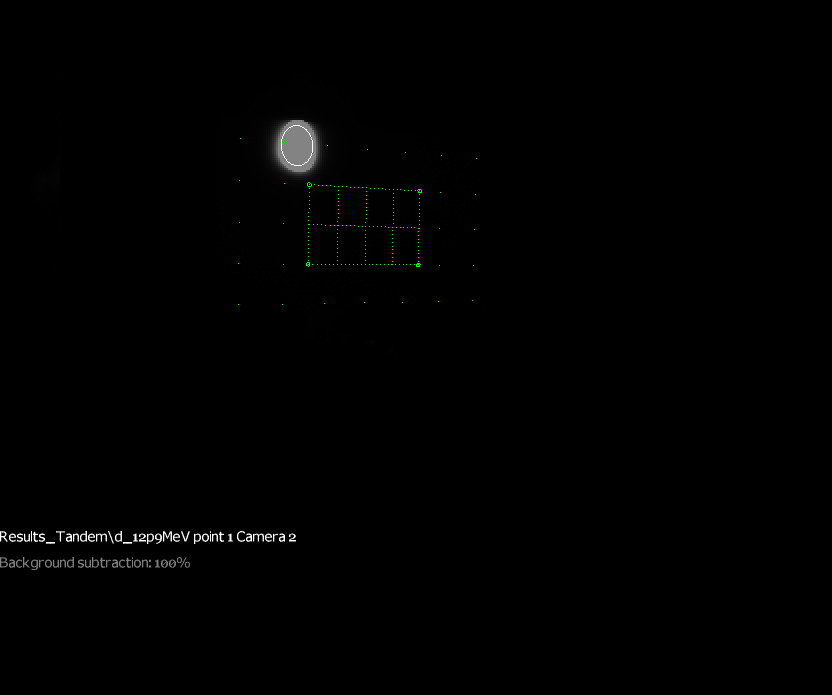 Results_Tandem\d_12p9MeV point 1 Camera 2
Background subtraction: 100%